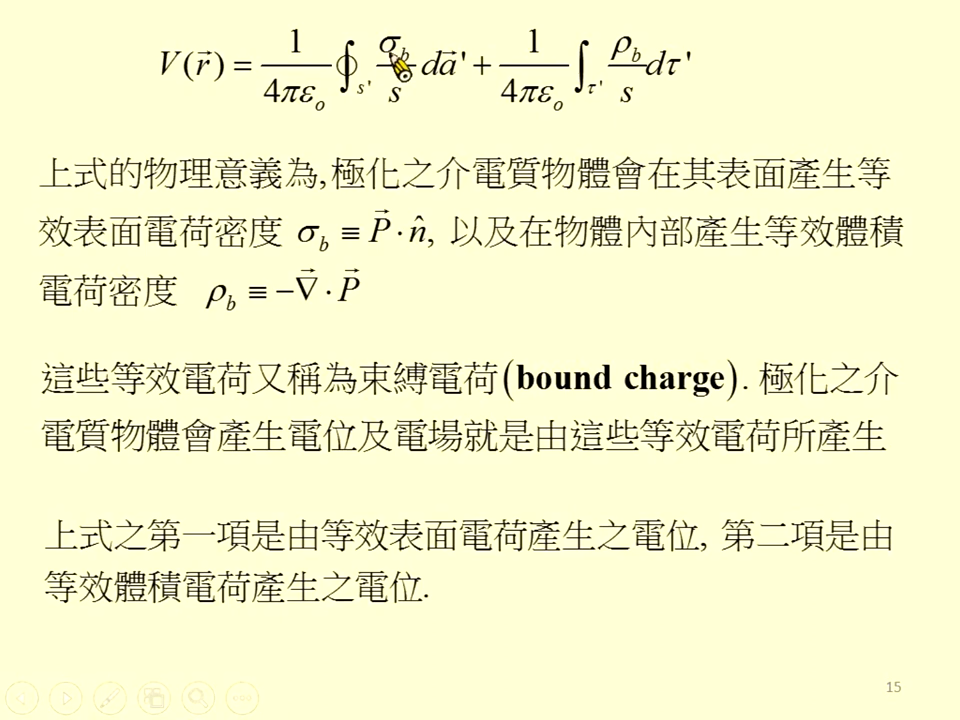 V(r⃗) = 1/(4πε_o) ∮_{s'} σ_b/s da⃗' + 1/(4πε_o) ∫_{τ'} ρ_b/s dτ'
上式的物理意義為,極化之介電質物體會在其表面產生等
效表面電荷密度 σ_b ≡ P⃗ · n̂, 以及在物體內部產生等效體積
電荷密度 ρ_b ≡ −∇⃗ · P⃗
這些等效電荷又稱為束縛電荷(bound charge). 極化之介
電質物體會產生電位及電場就是由這些等效電荷所產生
上式之第一項是由等效表面電荷產生之電位, 第二項是由
等效體積電荷產生之電位.
15